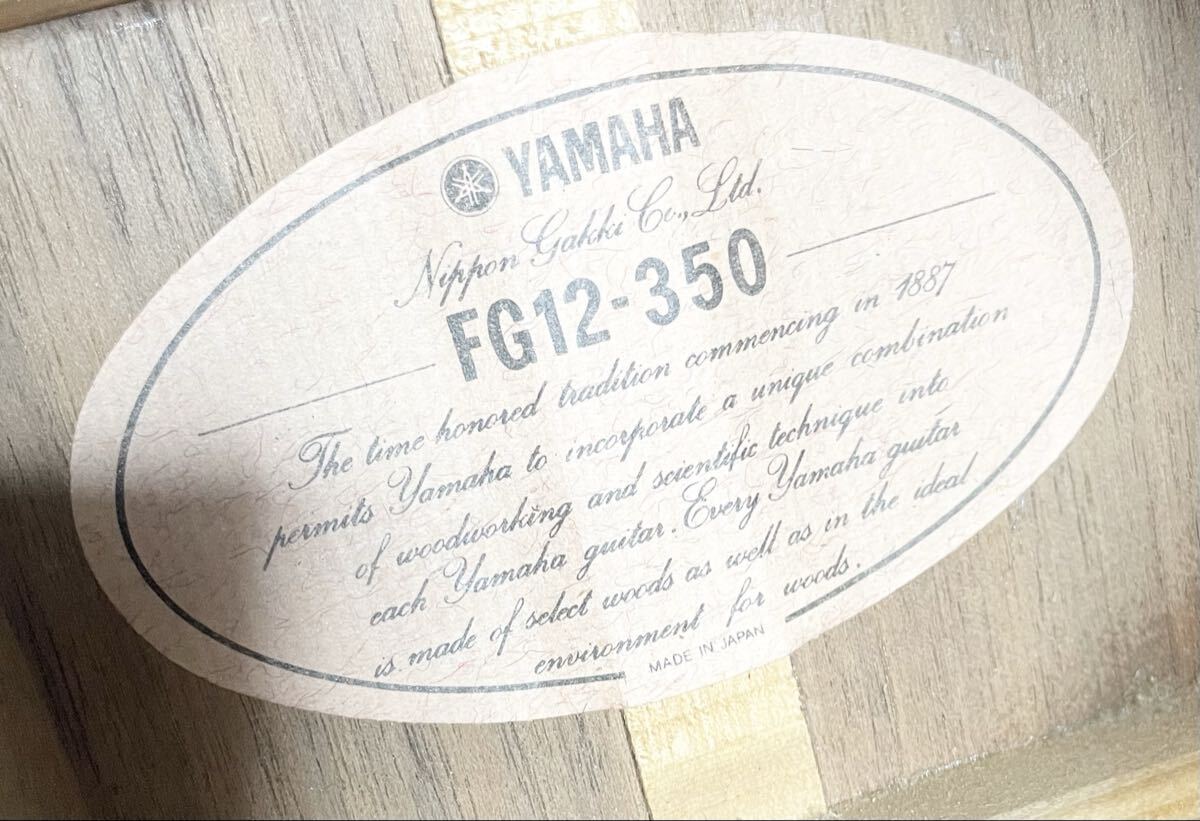 YAMAHA
Nippon Gakki Co., Ltd.
FG12-350
The time honored tradition commencing in 1887
permits Yamaha to incorporate a unique combination
of woodworking and scientific technique into
each Yamaha guitar. Every Yamaha guitar
is made of select woods as well as in the ideal
environment for woods.
MADE IN JAPAN